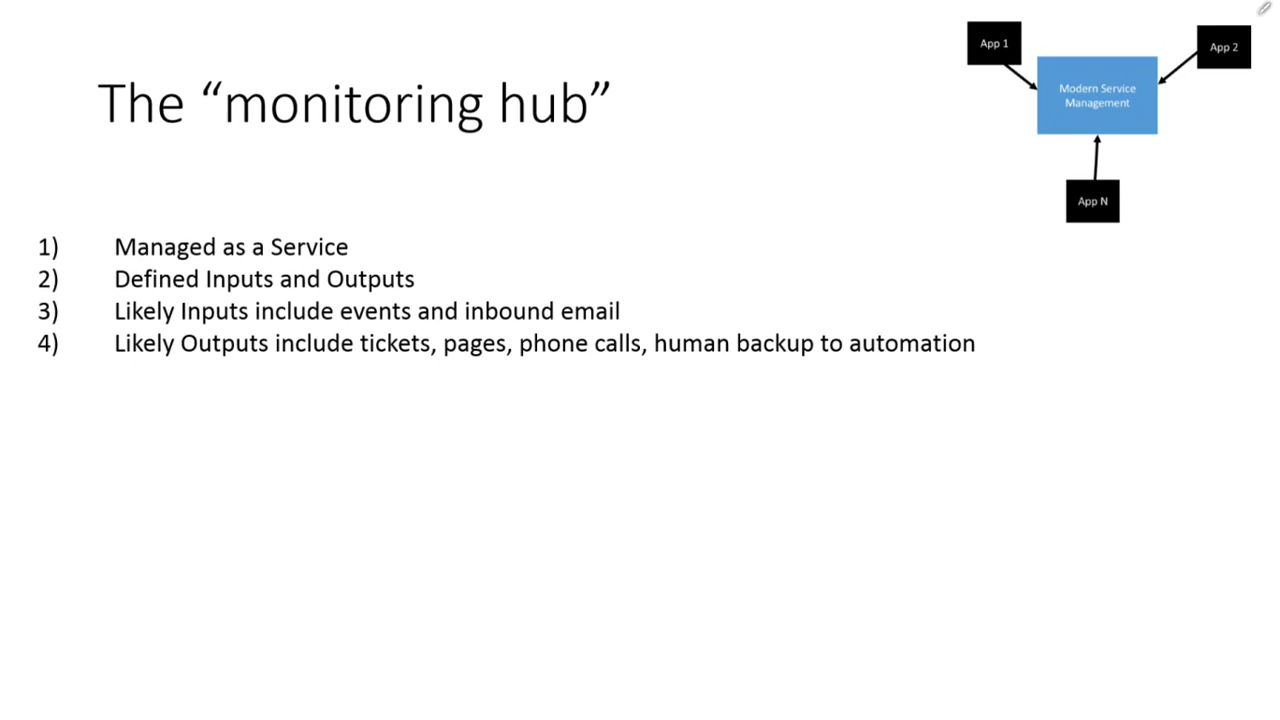 The “monitoring hub”
App 1
App 2
Modern Service
Management
App N
1) Managed as a Service
2) Defined Inputs and Outputs
3) Likely Inputs include events and inbound email
4) Likely Outputs include tickets, pages, phone calls, human backup to automation